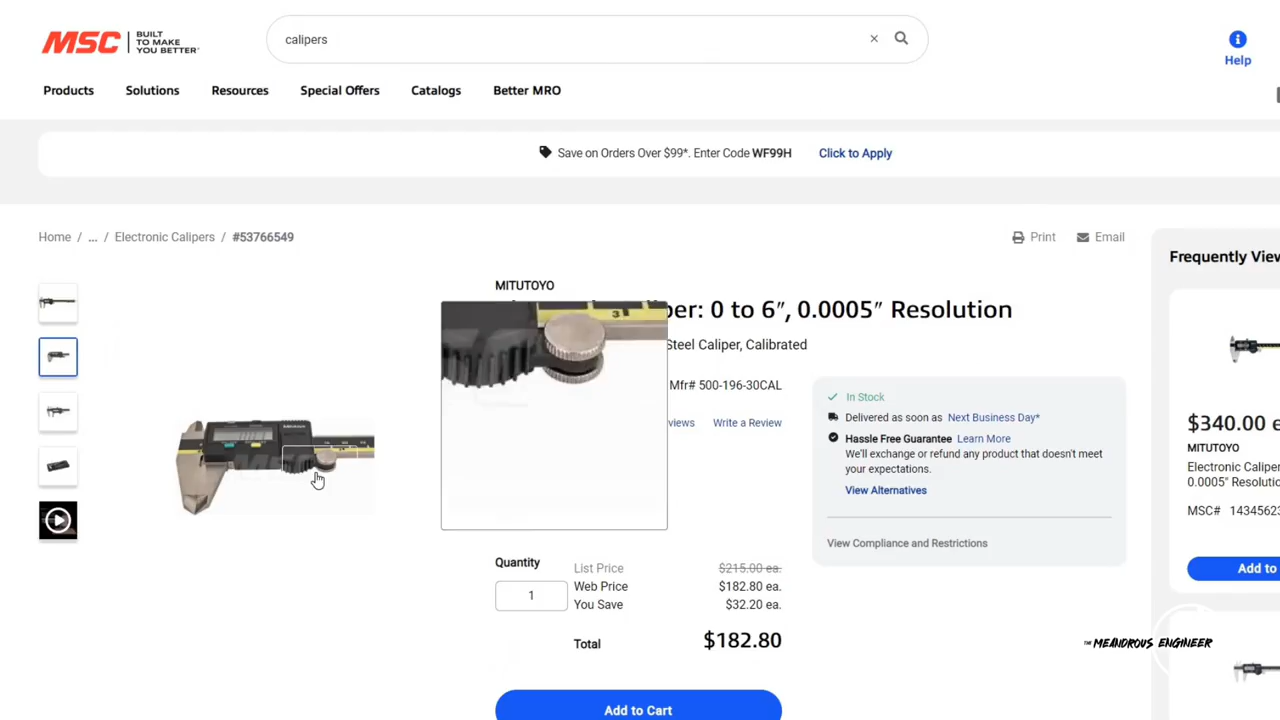 MSC
BUILT
TO MAKE
YOU BETTER™
calipers
Help
Products
Solutions
Resources
Special Offers
Catalogs
Better MRO
Save on Orders Over $99*. Enter Code WF99H
Click to Apply
Home / ... / Electronic Calipers / #53766549
Print
Email
MITUTOYO
per: 0 to 6″, 0.0005″ Resolution
Steel Caliper, Calibrated
Mfr# 500-196-30CAL
views
Write a Review
3
In Stock
Delivered as soon as Next Business Day*
Hassle Free Guarantee Learn More
We'll exchange or refund any product that doesn't meet
your expectations.
View Alternatives
View Compliance and Restrictions
Quantity
1
List Price $215.00 ea.
Web Price $182.80 ea.
You Save $32.20 ea.
Total $182.80
Add to Cart
Frequently View
$340.00 e
MITUTOYO
Electronic Calipe
0.0005″ Resolutio
MSC# 14345623
Add to
THE MEANDROUS ENGINEER